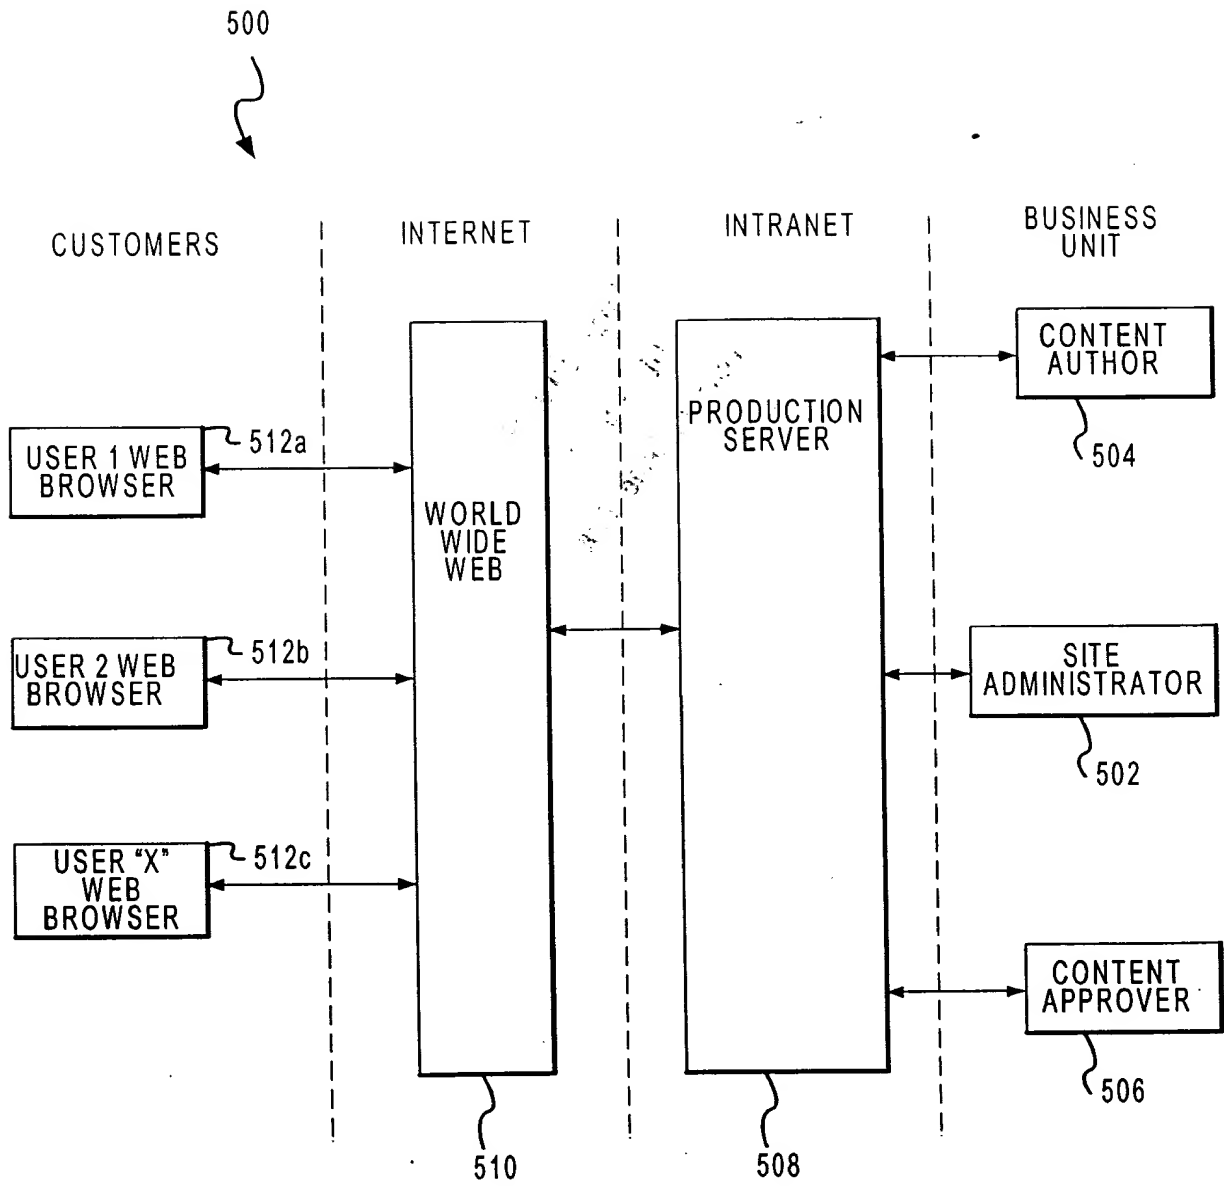 500
CUSTOMERS
INTERNET
INTRANET
BUSINESS
UNIT
USER 1 WEB
BROWSER
512a
USER 2 WEB
BROWSER
512b
USER "X"
WEB
BROWSER
512c
WORLD
WIDE
WEB
510
PRODUCTION
SERVER
508
CONTENT
AUTHOR
504
SITE
ADMINISTRATOR
502
CONTENT
APPROVER
506